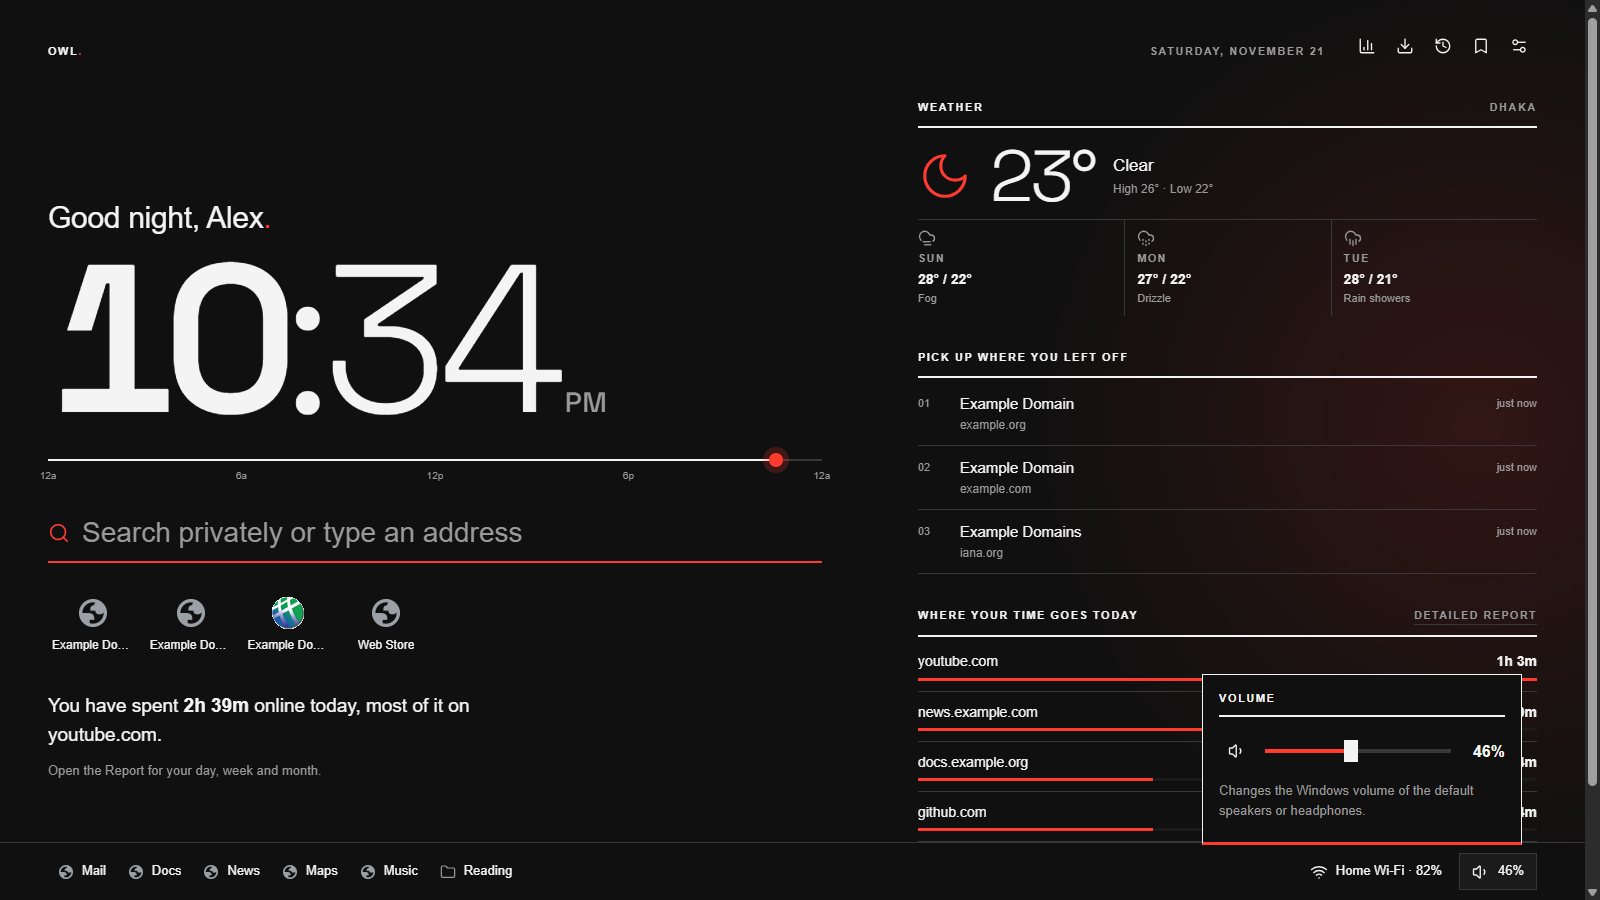 OWL.
SATURDAY, NOVEMBER 21
Good night, Alex.
10:34 PM
12a 6a 12p 6p 12a
Search privately or type an address
Example Do... Example Do... Example Do... Web Store
You have spent 2h 39m online today, most of it on
youtube.com.
Open the Report for your day, week and month.
WEATHER DHAKA
23° Clear
High 26° · Low 22°
SUN
28° / 22°
Fog
MON
27° / 22°
Drizzle
TUE
28° / 21°
Rain showers
PICK UP WHERE YOU LEFT OFF
01 Example Domain just now
example.org
02 Example Domain just now
example.com
03 Example Domains just now
iana.org
WHERE YOUR TIME GOES TODAY DETAILED REPORT
youtube.com 1h 3m
news.example.com
docs.example.org
github.com
VOLUME
46%
Changes the Windows volume of the default
speakers or headphones.
Mail Docs News Maps Music Reading
Home Wi-Fi · 82% 46%